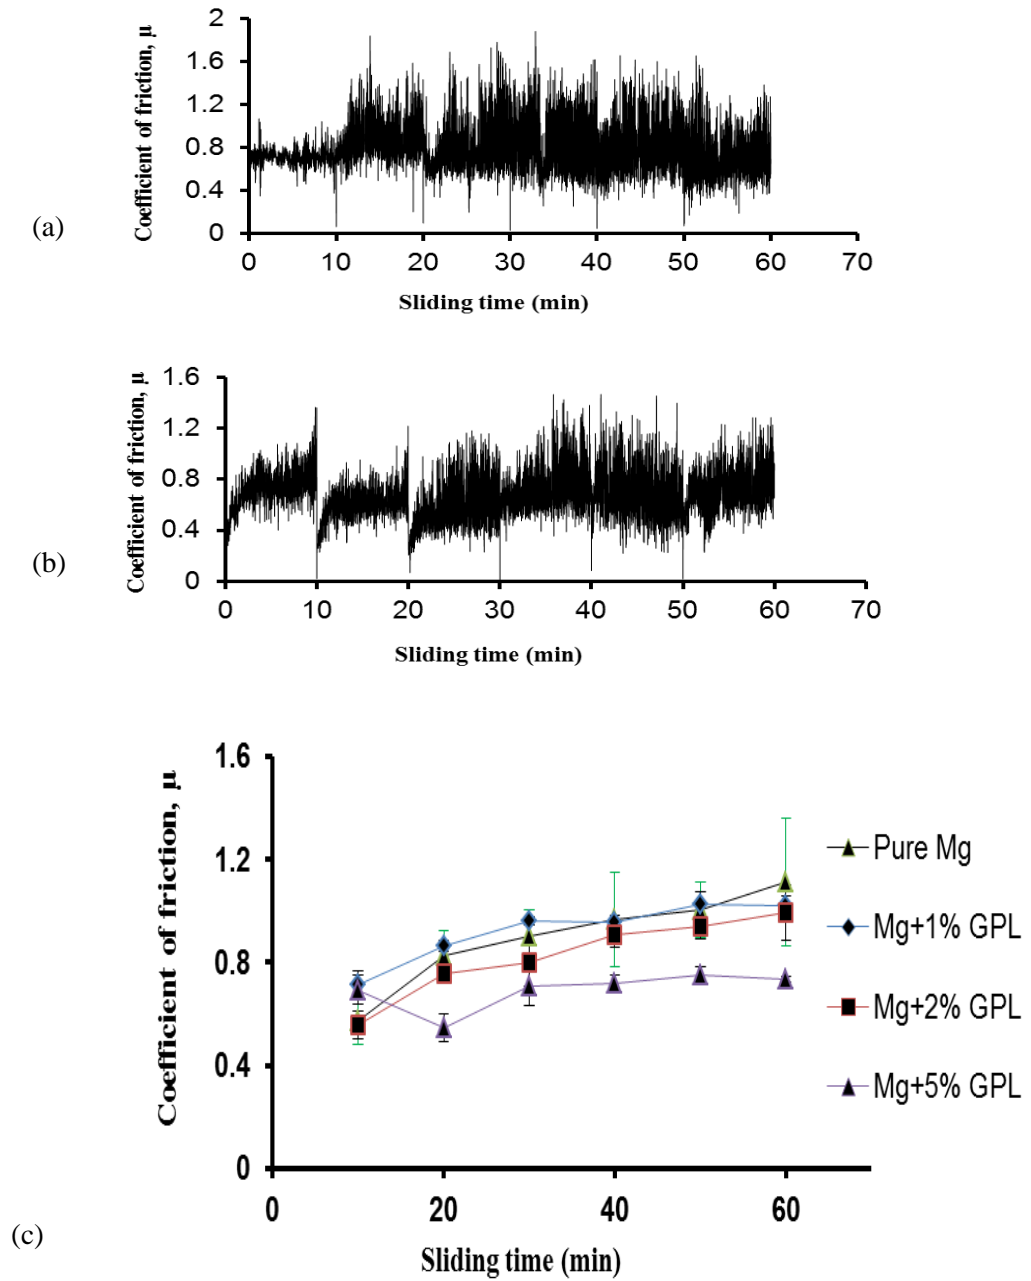 2
1.6
1.2
0.8
0.4
0
Coefficient of friction, μ
(a)
0 10 20 30 40 50 60 70
Sliding time (min)
1.6
1.2
0.8
0.4
0
Coefficient of friction, μ
(b)
0 10 20 30 40 50 60 70
Sliding time (min)
1.6
1.2
0.8
0.4
0
Coefficient of friction, μ
Pure Mg
Mg+1% GPL
Mg+2% GPL
Mg+5% GPL
0 20 40 60
(c)
Sliding time (min)